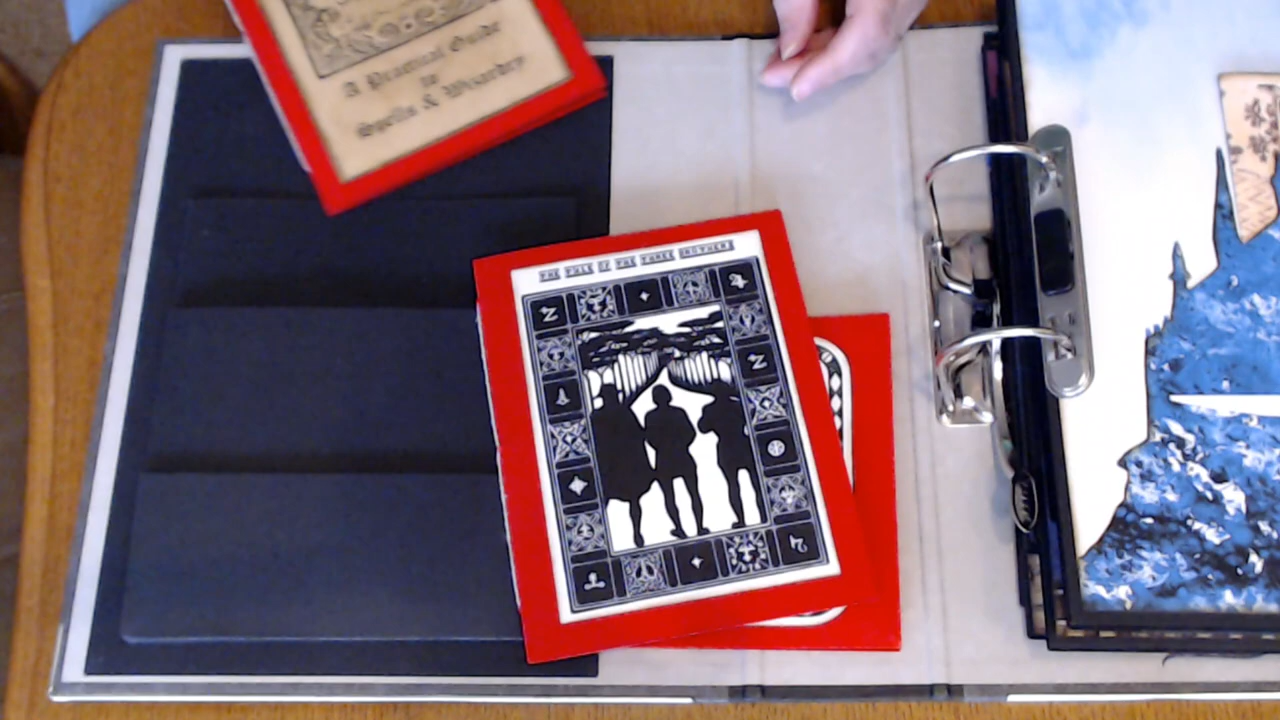 A Practical Guide
to
Spells & Wizardry
THE TALE OF THE THREE BROTHERS